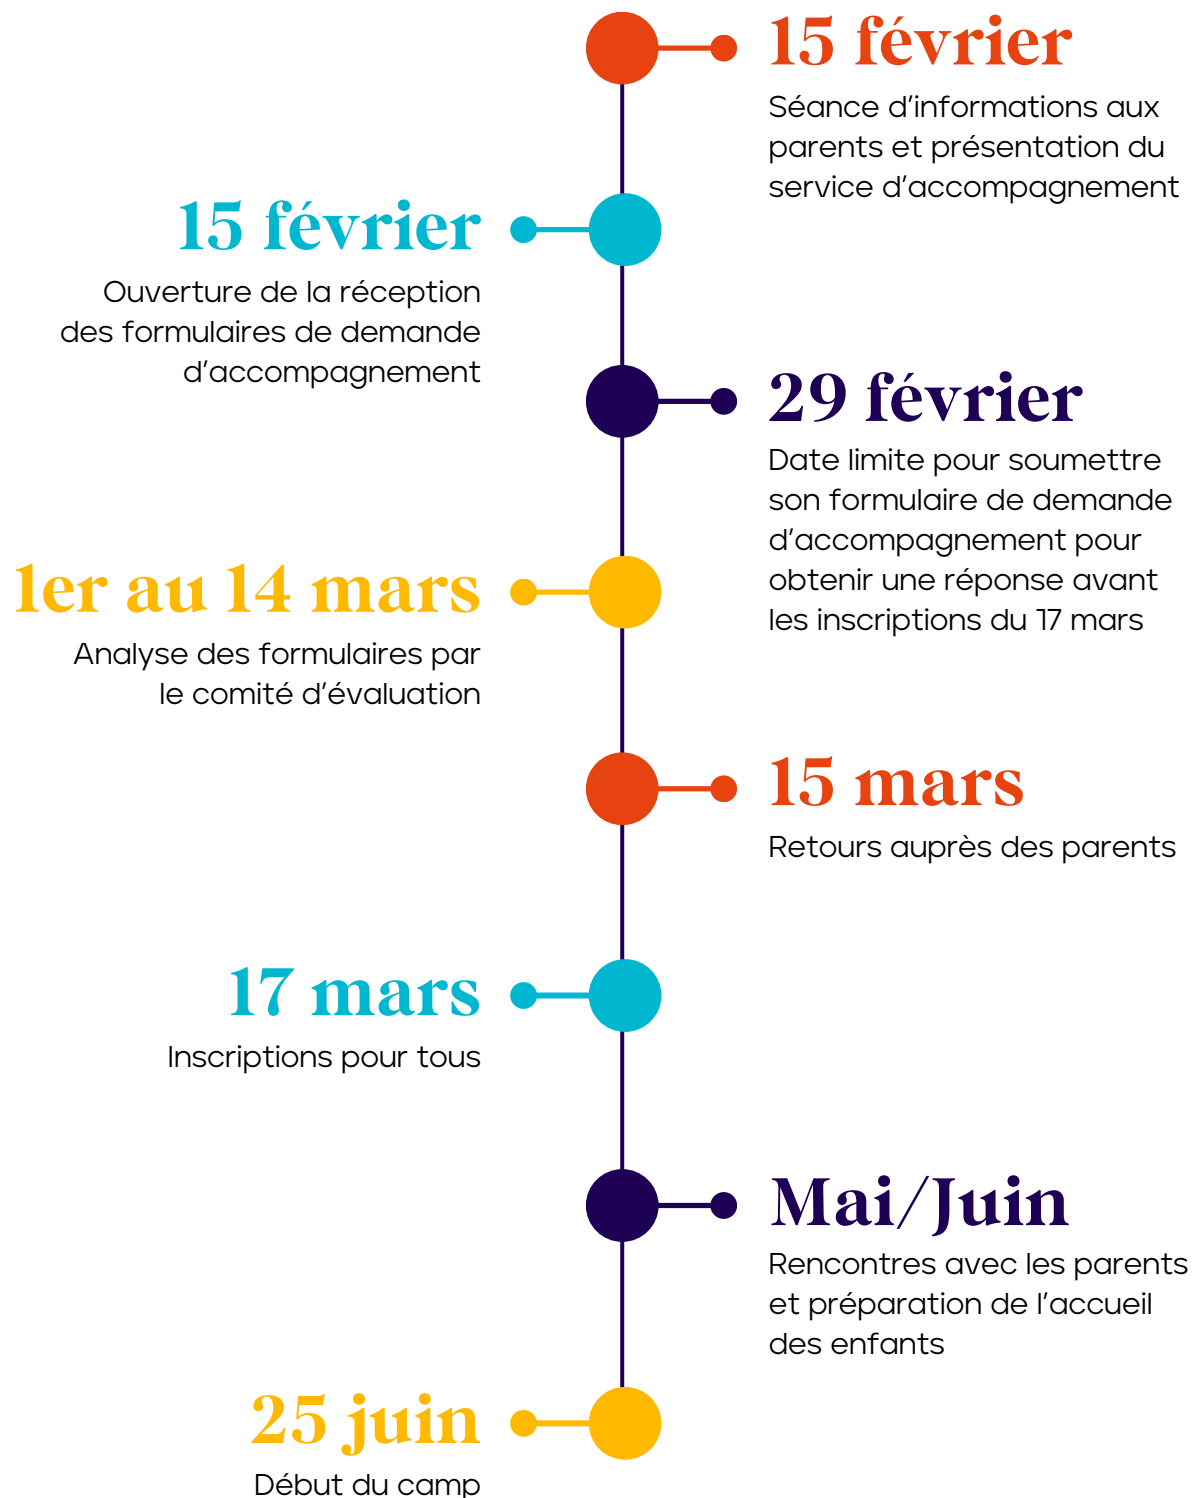 15 février
Séance d'informations aux
parents et présentation du
service d'accompagnement
15 février
Ouverture de la réception
des formulaires de demande
d'accompagnement
29 février
Date limite pour soumettre
son formulaire de demande
d'accompagnement pour
obtenir une réponse avant
les inscriptions du 17 mars
1er au 14 mars
Analyse des formulaires par
le comité d'évaluation
15 mars
Retours auprès des parents
17 mars
Inscriptions pour tous
Mai/Juin
Rencontres avec les parents
et préparation de l'accueil
des enfants
25 juin
Début du camp